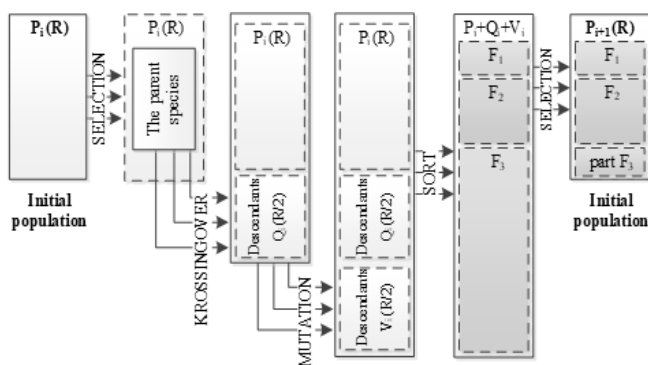 Pᵢ(R)
Initial
population
SELECTION
Pᵢ(R)
The parent
species
KROSSINGOVER
Pᵢ(R)
Descendants
Qᵢ(R/2)
MUTATION
Pᵢ(R)
Descendants
Qᵢ(R/2)
Descendants
Vᵢ(R/2)
SORT
Pᵢ+Qᵢ+Vᵢ
F₁
F₂
F₃
SELECTION
Pᵢ₊₁(R)
F₁
F₂
part F₃
Initial
population